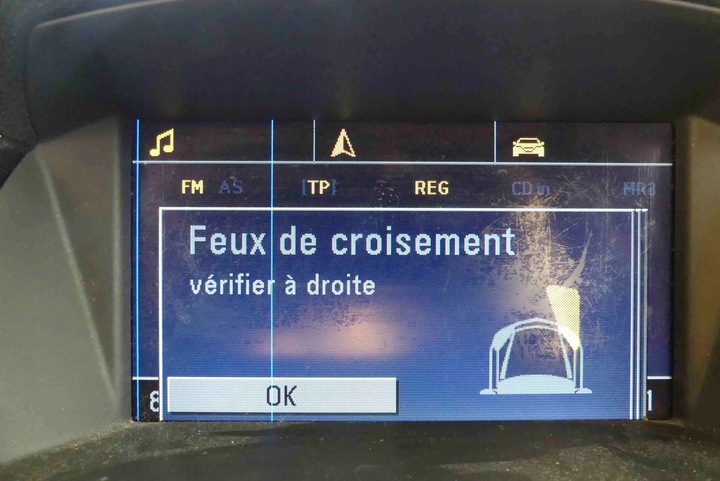 FM AS [TP] REG CD in
Feux de croisement
vérifier à droite
OK